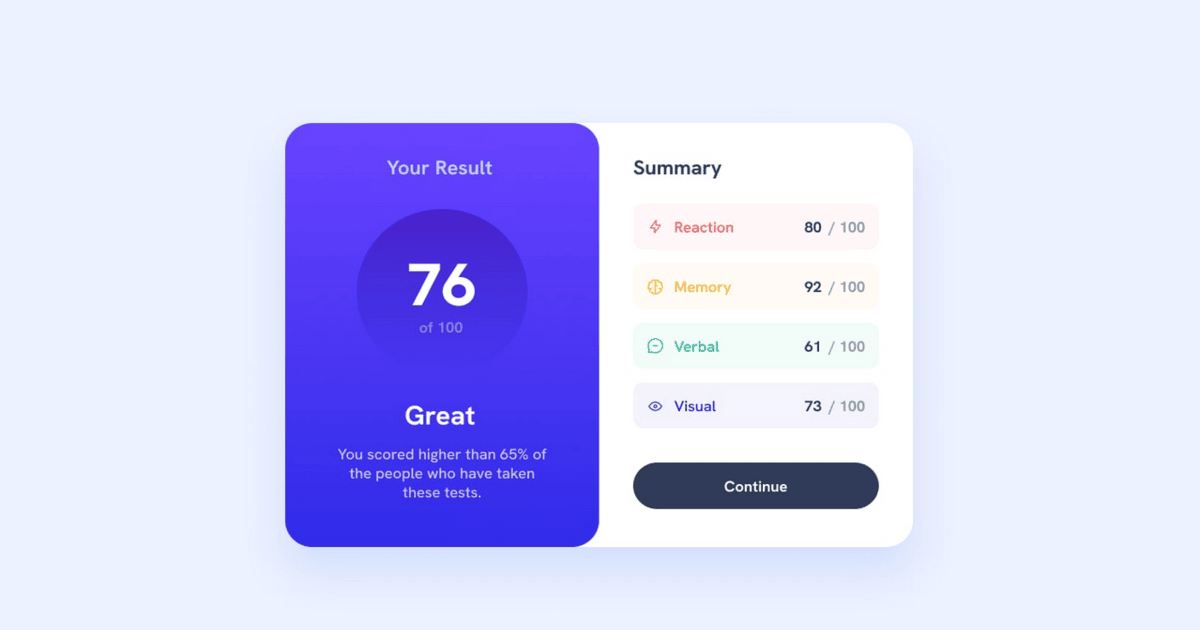 Your Result
76
of 100
Great
You scored higher than 65% of
the people who have taken
these tests.
Summary
Reaction 80 / 100
Memory 92 / 100
Verbal 61 / 100
Visual 73 / 100
Continue